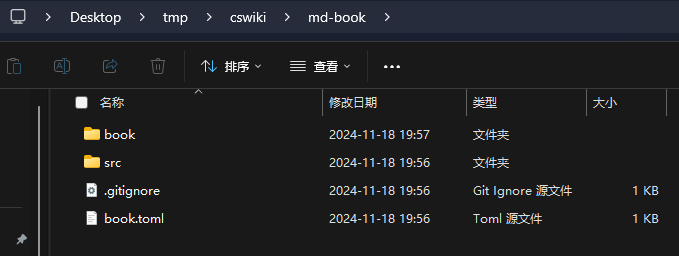 Desktop > tmp > cswiki > md-book >
排序 查看 ...
名称 修改日期 类型 大小
book 2024-11-18 19:57 文件夹
src 2024-11-18 19:56 文件夹
.gitignore 2024-11-18 19:56 Git Ignore 源文件 1 KB
book.toml 2024-11-18 19:56 Toml 源文件 1 KB